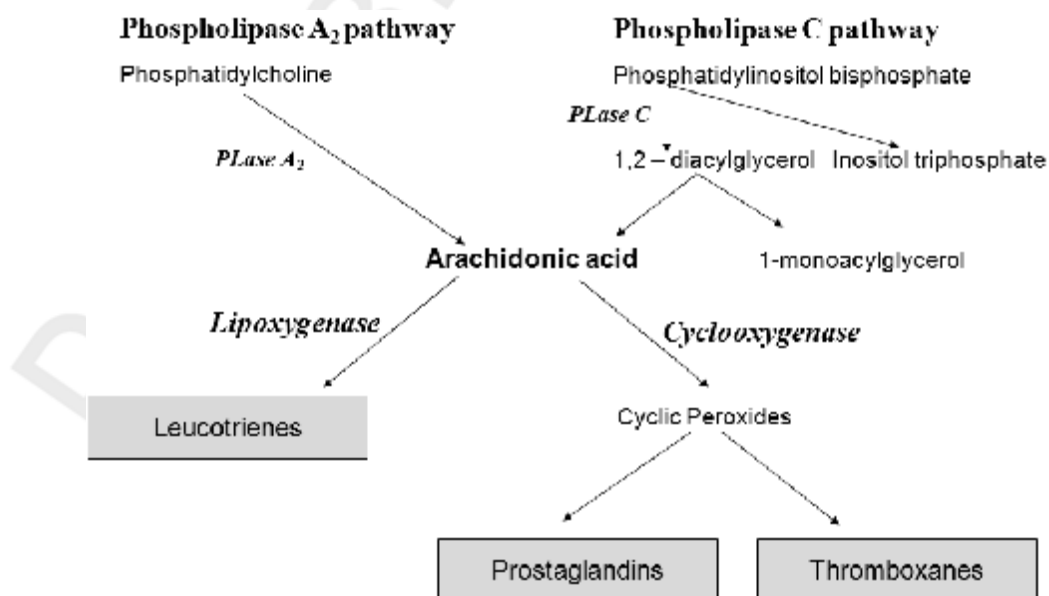 Phospholipase A₂ pathway
Phospholipase C pathway
Phosphatidylcholine
Phosphatidylinositol bisphosphate
PLase C
PLase A₂
1,2 – diacylglycerol Inositol triphosphate
Arachidonic acid
1-monoacylglycerol
Lipoxygenase
Cyclooxygenase
Leucotrienes
Cyclic Peroxides
Prostaglandins
Thromboxanes